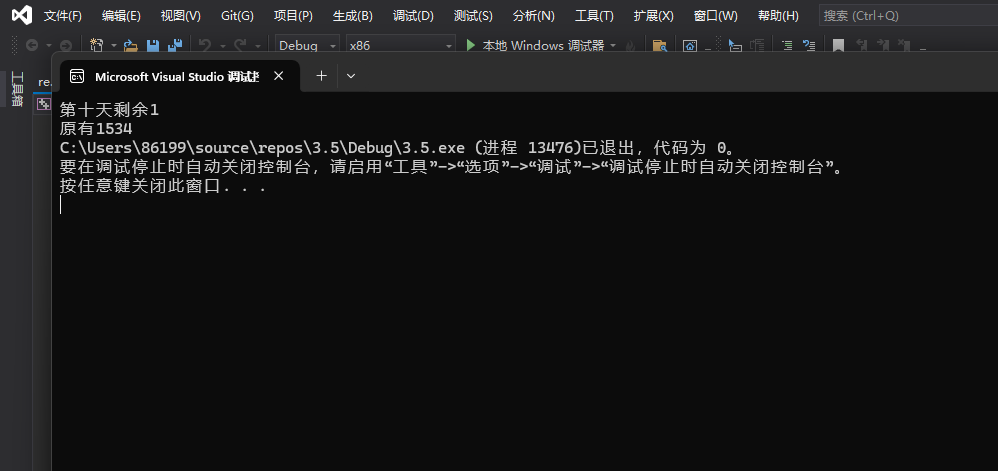 文件(F) 编辑(E) 视图(V) Git(G) 项目(P) 生成(B) 调试(D) 测试(S) 分析(N) 工具(T) 扩展(X) 窗口(W) 帮助(H) 搜索 (Ctrl+Q)
Debug x86 本地 Windows 调试器
工具箱
re
Microsoft Visual Studio 调试
第十天剩余1
原有1534
C:\Users\86199\source\repos\3.5\Debug\3.5.exe (进程 13476)已退出，代码为 0。
要在调试停止时自动关闭控制台，请启用“工具”->“选项”->“调试”->“调试停止时自动关闭控制台”。
按任意键关闭此窗口. . .